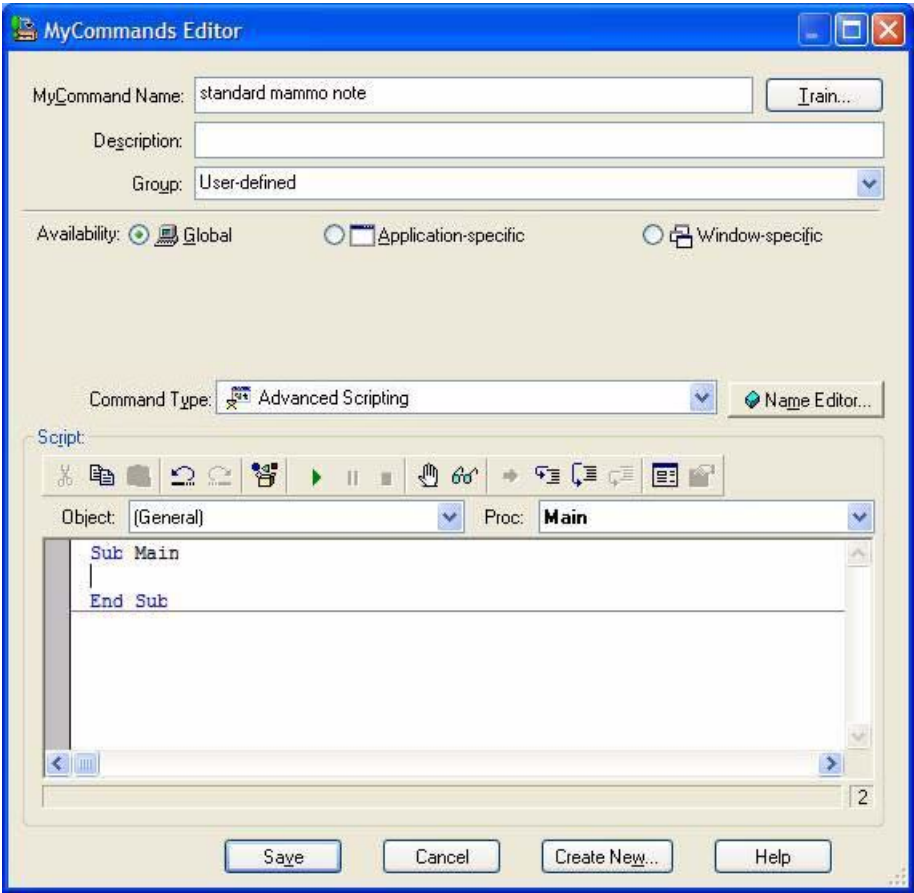 MyCommands Editor
MyCommand Name: standard mammo note Train...
Description:
Group: User-defined
Availability: Global Application-specific Window-specific
Command Type: Advanced Scripting Name Editor...
Script:
Object: (General) Proc: Main
Sub Main
End Sub
2
Save Cancel Create New... Help